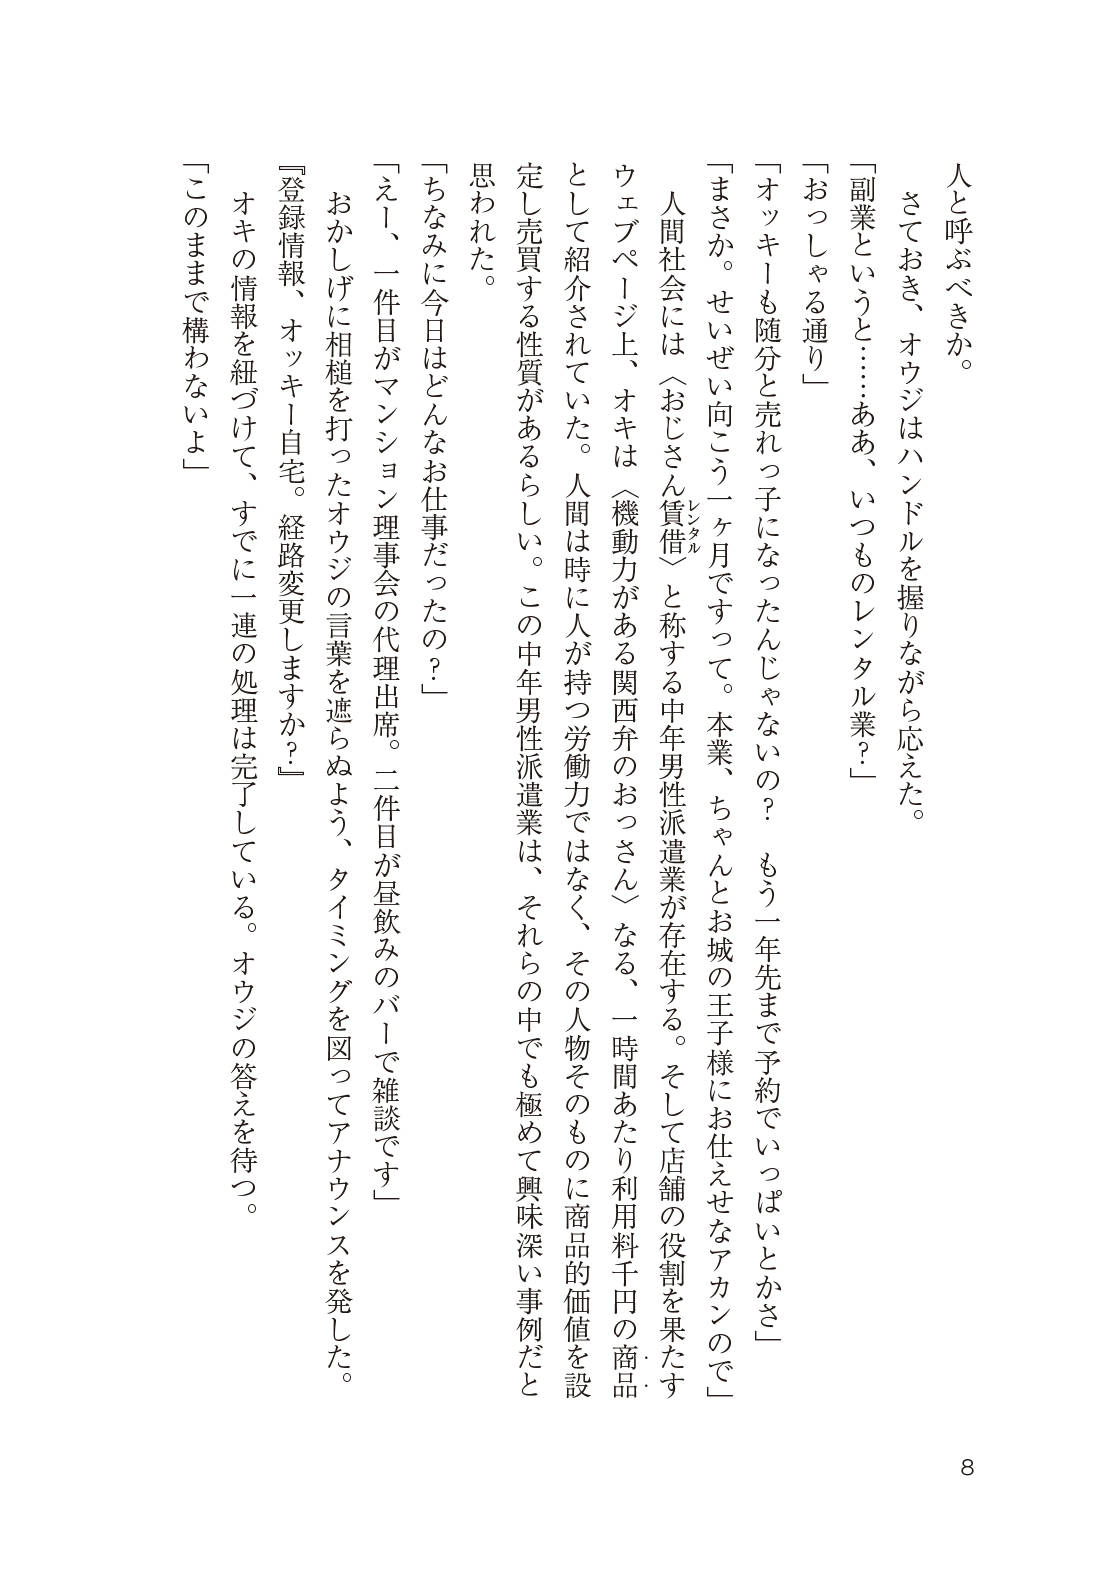 人と呼ぶべきか。
　さておき、オウジはハンドルを握りながら応えた。
「副業というと……ああ、いつものレンタル業？」
「おっしゃる通り」
「オッキーも随分と売れっ子になったんじゃないの？　もう一年先まで予約でいっぱいとかさ」
「まさか。せいぜい向こう一ヶ月ですって。本業、ちゃんとお城の王子様にお仕えせなアカンので」
　人間社会には〈おじさん賃借レンタル〉と称する中年男性派遣業が存在する。そして店舗の役割を果たす
ウェブページ上、オキは〈機動力がある関西弁のおっさん〉なる、一時間あたり利用料千円の商品
として紹介されていた。人間は時に人が持つ労働力ではなく、その人物そのものに商品的価値を設
定し売買する性質があるらしい。この中年男性派遣業は、それらの中でも極めて興味深い事例だと
思われた。
「ちなみに今日はどんなお仕事だったの？」
「えー、一件目がマンション理事会の代理出席。二件目が昼飲みのバーで雑談です」
　おかしげに相槌を打ったオウジの言葉を遮らぬよう、タイミングを図ってアナウンスを発した。
『登録情報、オッキー自宅。経路変更しますか？』
　オキの情報を紐づけて、すでに一連の処理は完了している。オウジの答えを待つ。
「このままで構わないよ」
8